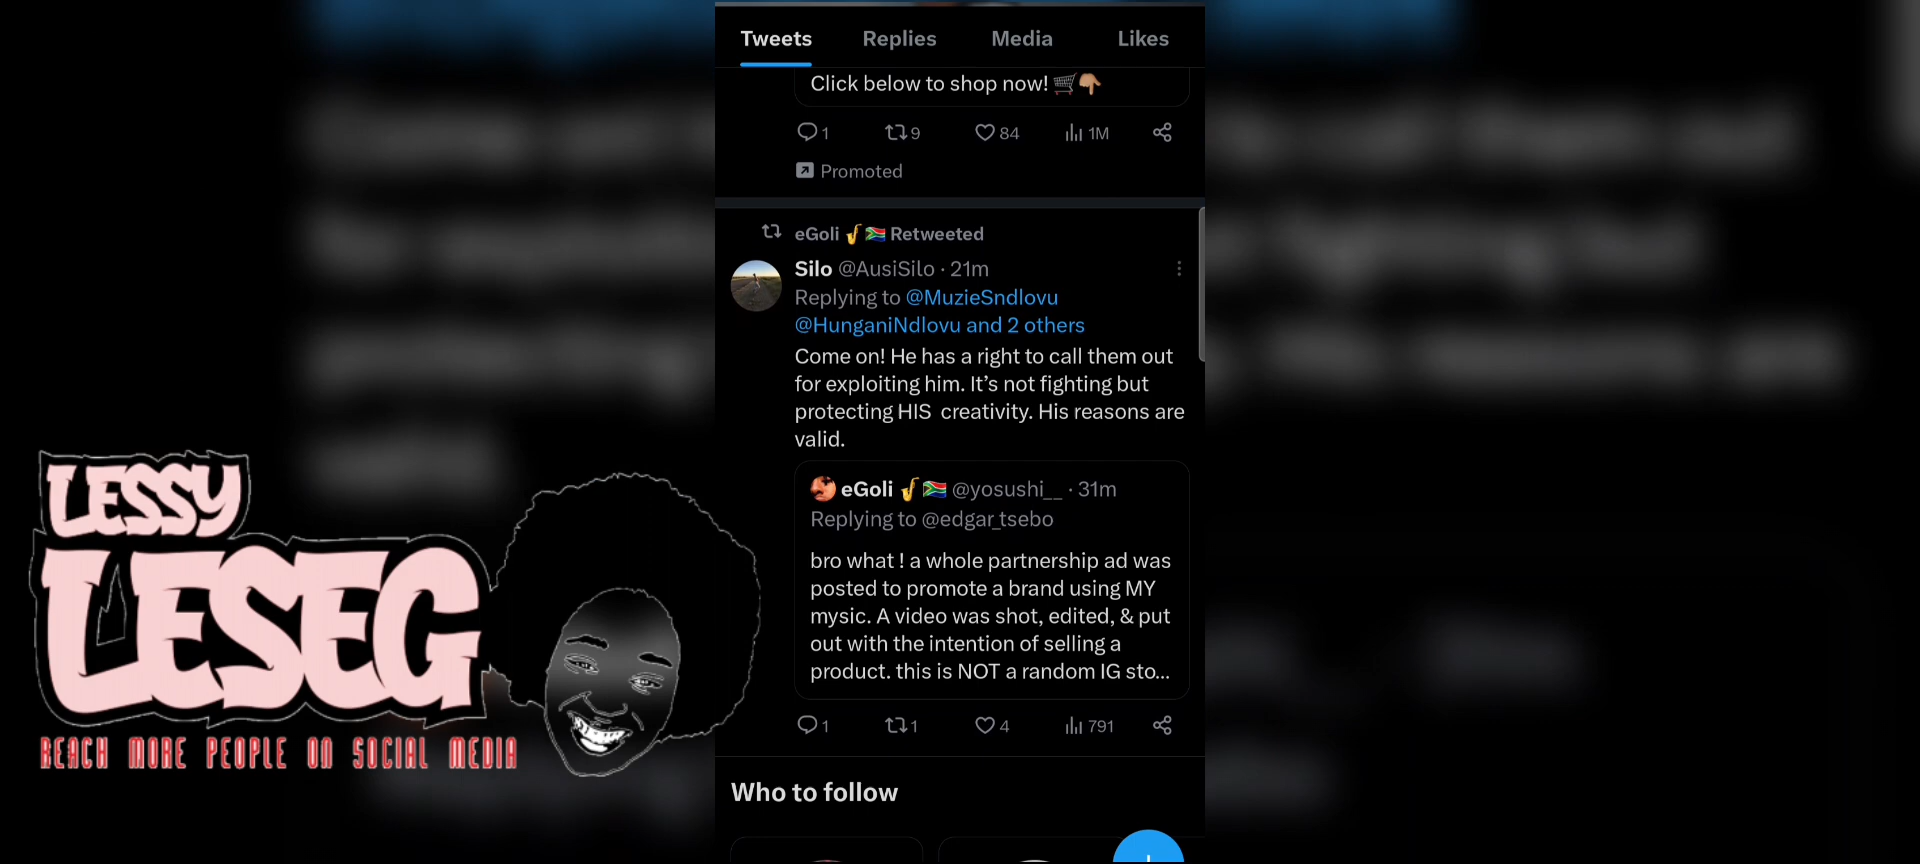 Tweets Replies Media Likes
Click below to shop now! 🛒👇🏽
1 9 84 1M
Promoted
eGoli 🎷🇿🇦 Retweeted
Silo @AusiSilo · 21m
Replying to @MuzieSndlovu
@HunganiNdlovu and 2 others
Come on! He has a right to call them out
for exploiting him. It’s not fighting but
protecting HIS  creativity. His reasons are
valid.
eGoli 🎷🇿🇦 @yosushi__ · 31m
Replying to @edgar_tsebo
bro what ! a whole partnership ad was
posted to promote a brand using MY
mysic. A video was shot, edited, & put
out with the intention of selling a
product. this is NOT a random IG sto...
1 1 4 791
Who to follow
LESSY
LESEG
REACH MORE PEOPLE ON SOCIAL MEDIA